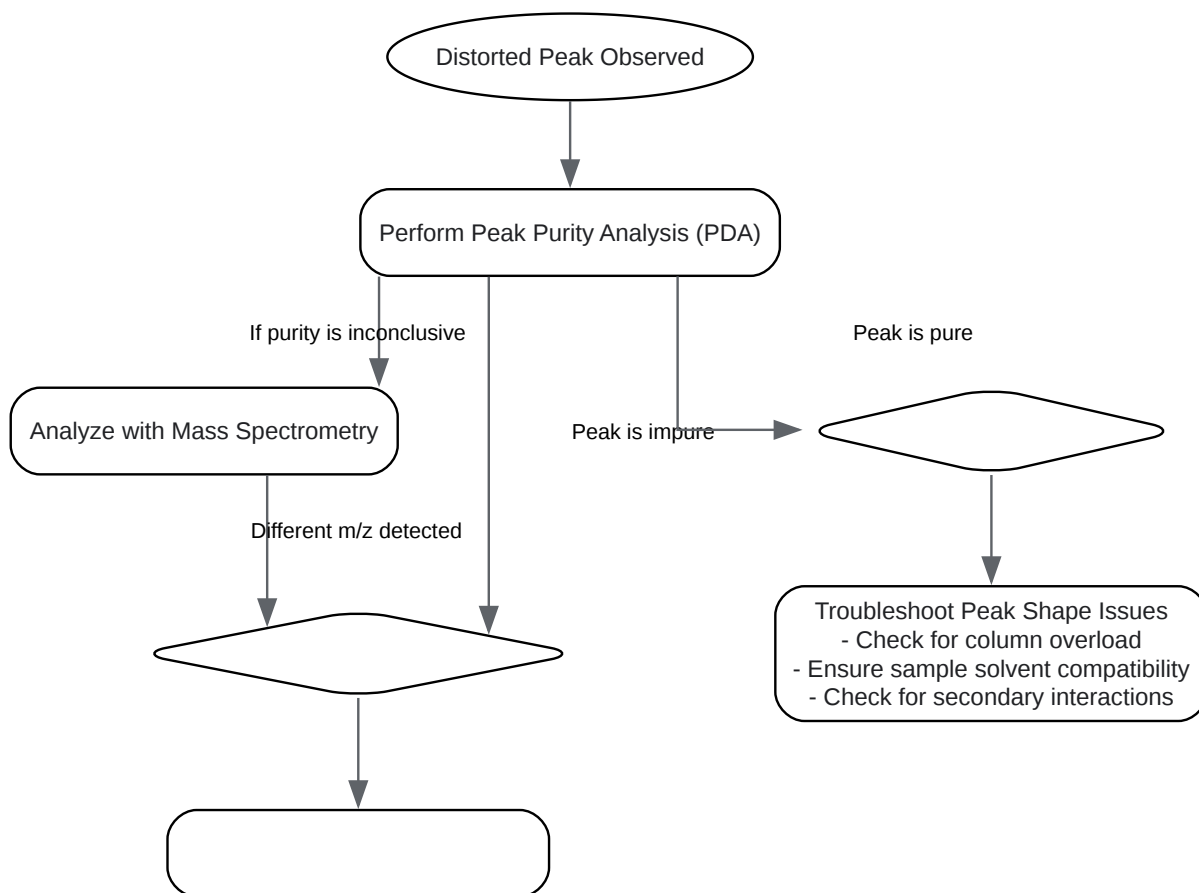 Distorted Peak Observed
Perform Peak Purity Analysis (PDA)
If purity is inconclusive
Peak is pure
Analyze with Mass Spectrometry
Peak is impure
Different m/z detected
Troubleshoot Peak Shape Issues
- Check for column overload
- Ensure sample solvent compatibility
- Check for secondary interactions